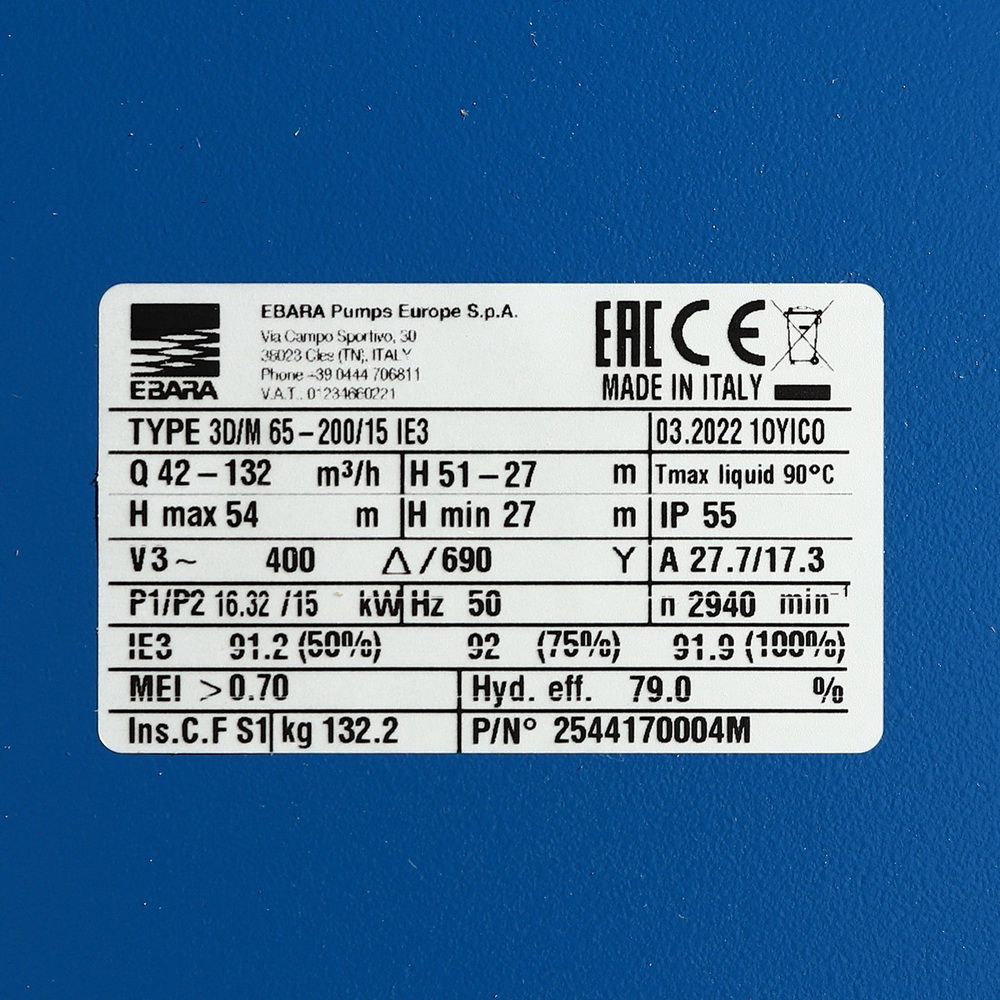 EBARA
EBARA Pumps Europe S.p.A.
Via Campo Sportivo, 30
38023 Cles (TN), ITALY
Phone +39 0444 706811
V.A.T.
EAC CE
MADE IN ITALY
TYPE 3D/M 65-200/15 IE3 03.2022 10YICO
Q 42-132 m³/h H 51-27 m Tmax liquid 90°C
H max 54 m H min 27 m IP 55
V3~ 400 Δ/690 Y A 27.7/17.3
P1/P2 16.32 /15 kW Hz 50 n 2940 min⁻¹
IE3 91.2 (50%) 92 (75%) 91.9 (100%)
MEI >0.70 Hyd. eff. 79.0 %
Ins.C.F S1 kg 132.2 P/N° 2544170004M